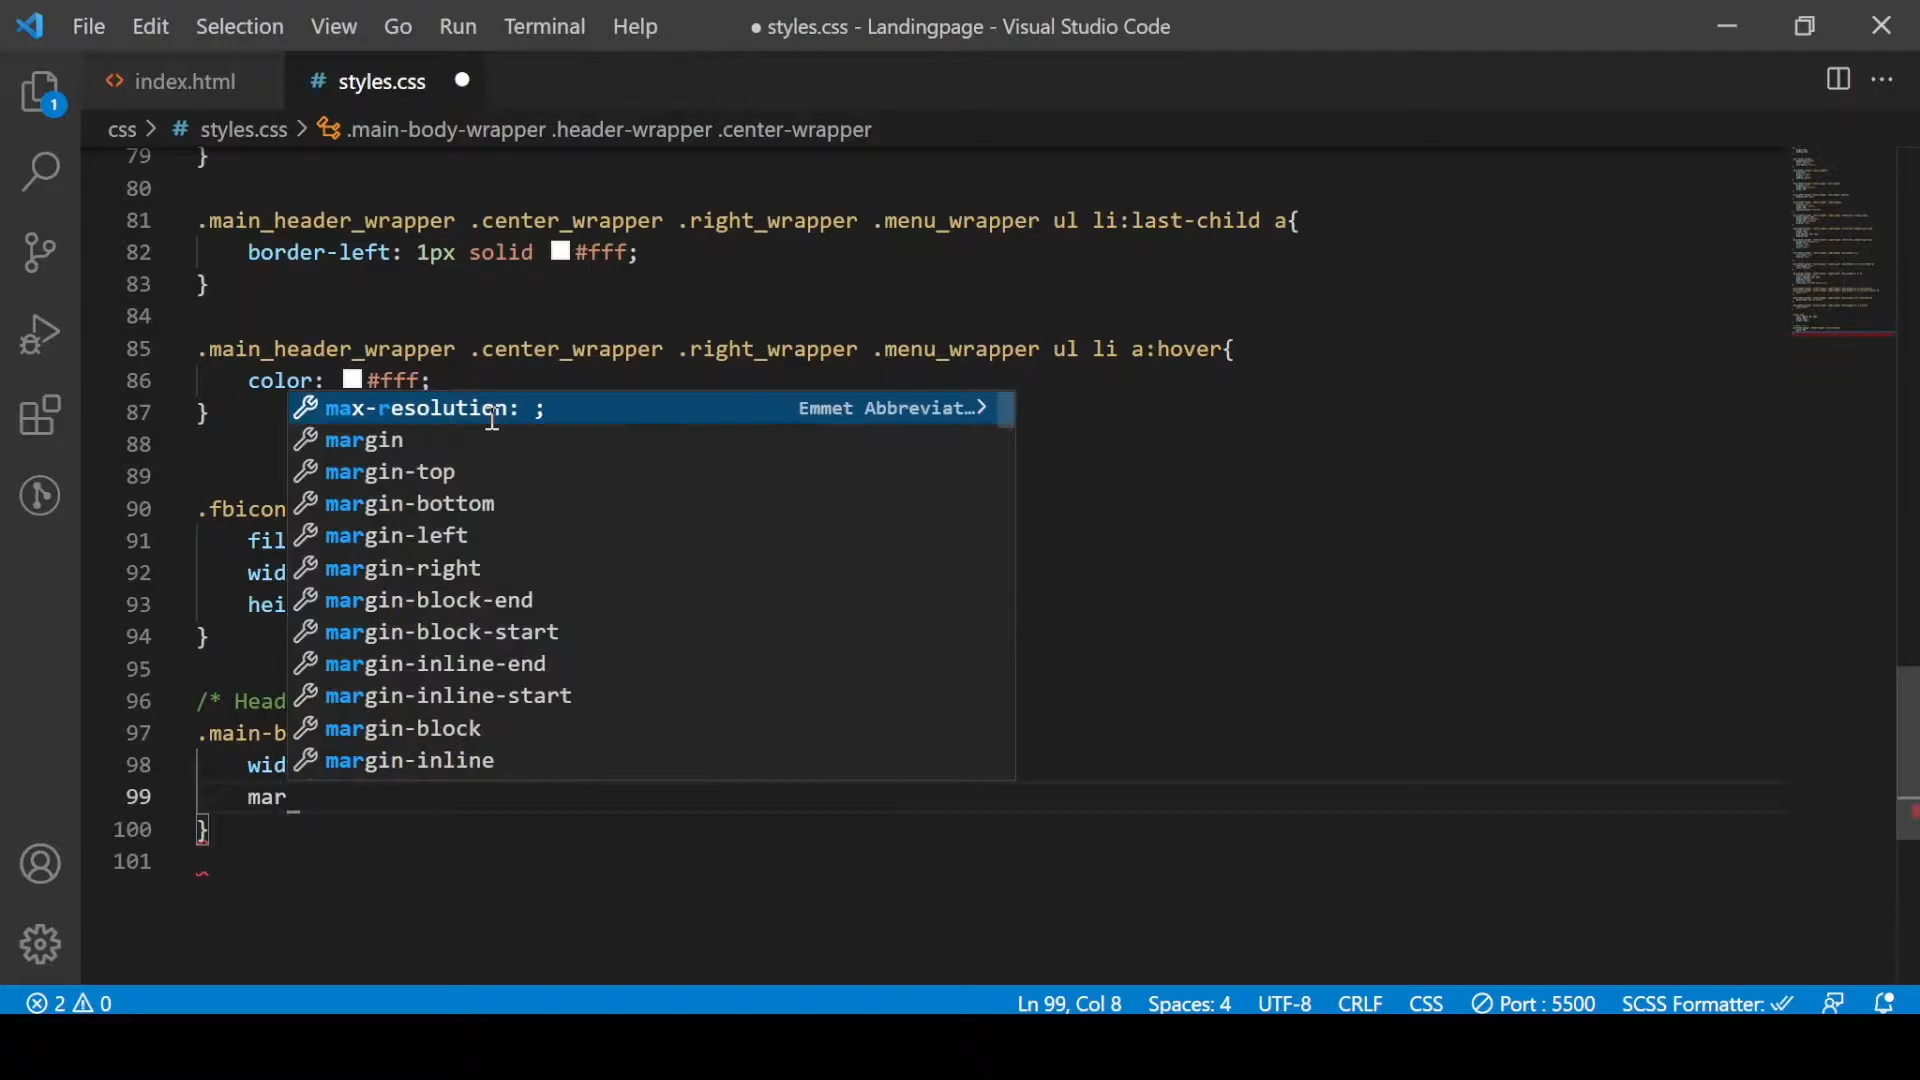 File Edit Selection View Go Run Terminal Help ● styles.css - Landingpage - Visual Studio Code
1
<> index.html # styles.css
css > # styles.css > .main-body-wrapper .header-wrapper .center-wrapper
79 }
80
81 .main_header_wrapper .center_wrapper .right_wrapper .menu_wrapper ul li:last-child a{
82 border-left: 1px solid #fff;
83 }
84
85 .main_header_wrapper .center_wrapper .right_wrapper .menu_wrapper ul li a:hover{
86 color: #fff;
87 }
max-resolution: ; Emmet Abbreviat…>
88 margin
89 margin-top
90 .fbicon margin-bottom
91 fil margin-left
92 wid margin-right
93 hei margin-block-end
94 } margin-block-start
95 margin-inline-end
96 /* Head margin-inline-start
97 .main-b margin-block
98 wid margin-inline
99 mar
100 }
101
2 0 Ln 99, Col 8 Spaces: 4 UTF-8 CRLF CSS Port : 5500 SCSS Formatter: